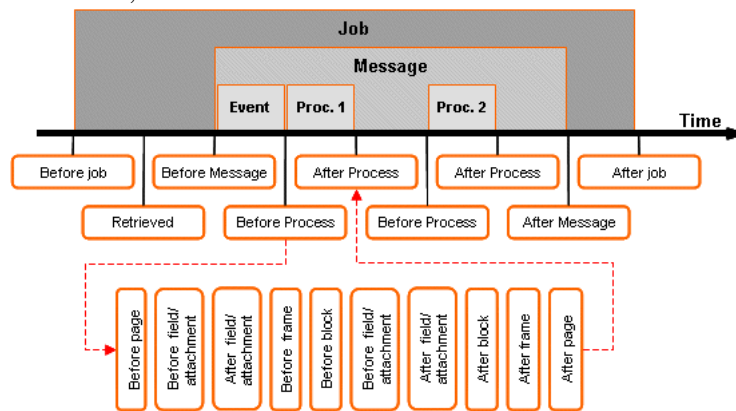 Job
Message
Event
Proc. 1
Proc. 2
Time
Before job
Before Message
After Process
After Process
After job
Retrieved
Before Process
Before Process
After Message
Before page
Before field/
attachment
After field/
attachment
Before frame
Before block
Before field/
attachment
After field/
attachment
After block
After frame
After page